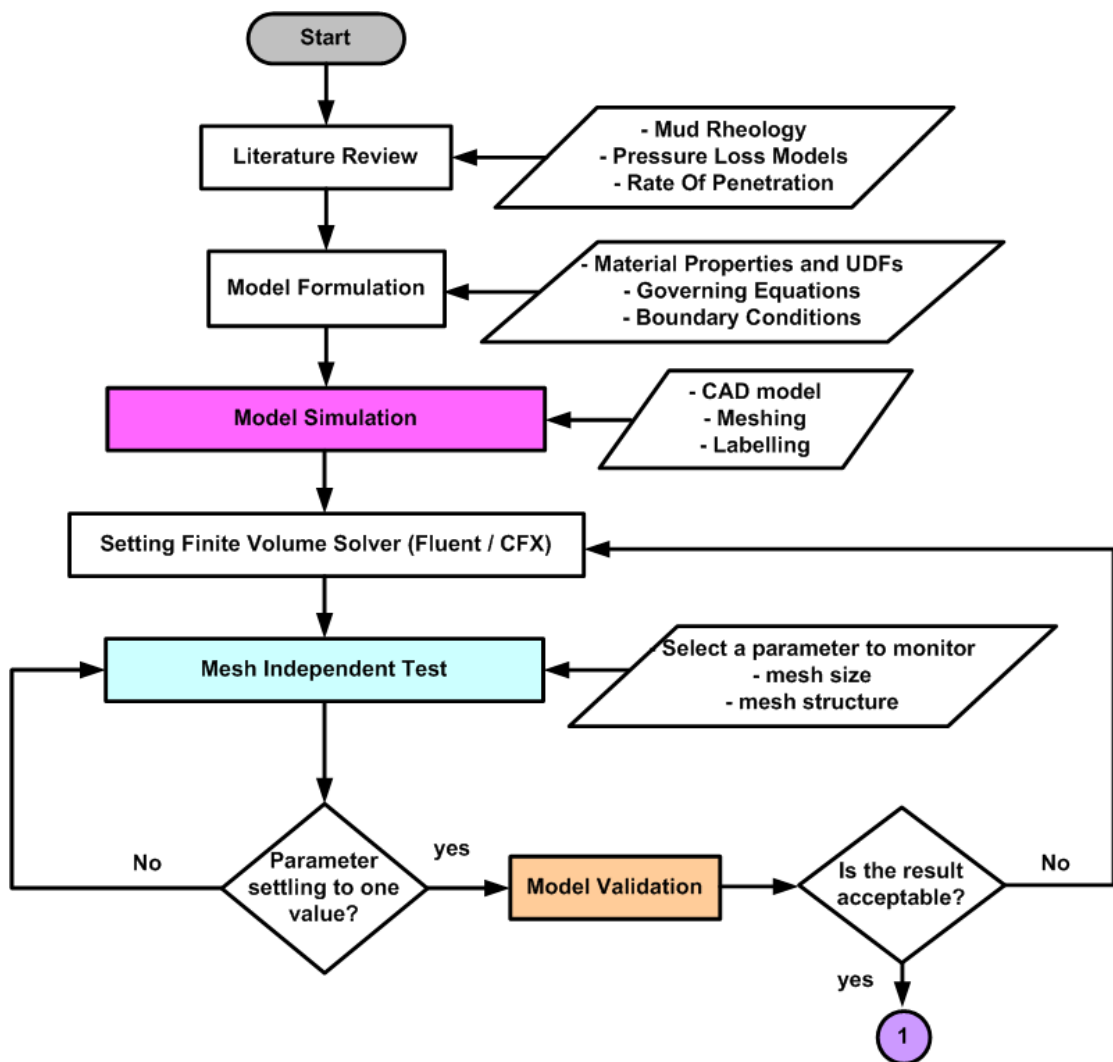 Start
Literature Review
- Mud Rheology
- Pressure Loss Models
- Rate Of Penetration
Model Formulation
- Material Properties and UDFs
- Governing Equations
- Boundary Conditions
Model Simulation
- CAD model
- Meshing
- Labelling
Setting Finite Volume Solver (Fluent / CFX)
Mesh Independent Test
- Select a parameter to monitor
- mesh size
- mesh structure
No
Parameter
settling to one
value?
yes
Model Validation
Is the result
acceptable?
No
yes
1